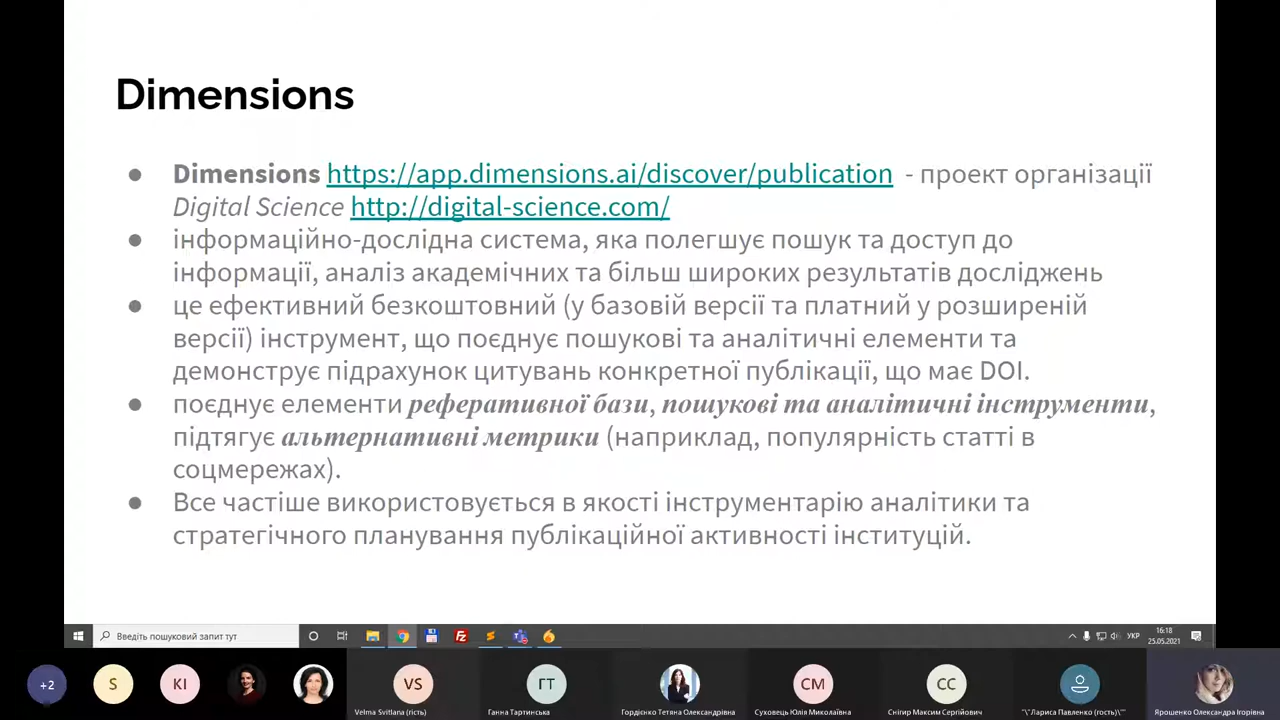 Dimensions
● Dimensions https://app.dimensions.ai/discover/publication - проект організації
Digital Science http://digital-science.com/
● інформаційно-дослідна система, яка полегшує пошук та доступ до
інформації, аналіз академічних та більш широких результатів досліджень
● це ефективний безкоштовний (у базовій версії та платний у розширеній
версії) інструмент, що поєднує пошукові та аналітичні елементи та
демонструє підрахунок цитувань конкретної публікації, що має DOI.
● поєднує елементи реферативної бази, пошукові та аналітичні інструменти,
підтягує альтернативні метрики (наприклад, популярність статті в
соцмережах).
● Все частіше використовується в якості інструментарію аналітики та
стратегічного планування публікаційної активності інституцій.
Введіть пошуковий запит тут
УКР
16:18
25.05.2021
+2 S KI VS ГТ СМ СС
Velma Svitlana (гість) Ганна Тартинська Гордієнко Тетяна Олександрівна Суховець Юлія Миколаївна Снігир Максим Сергійович "\"Лариса Павленко (гость)\"" Ярошенко Олександра Ігорівна